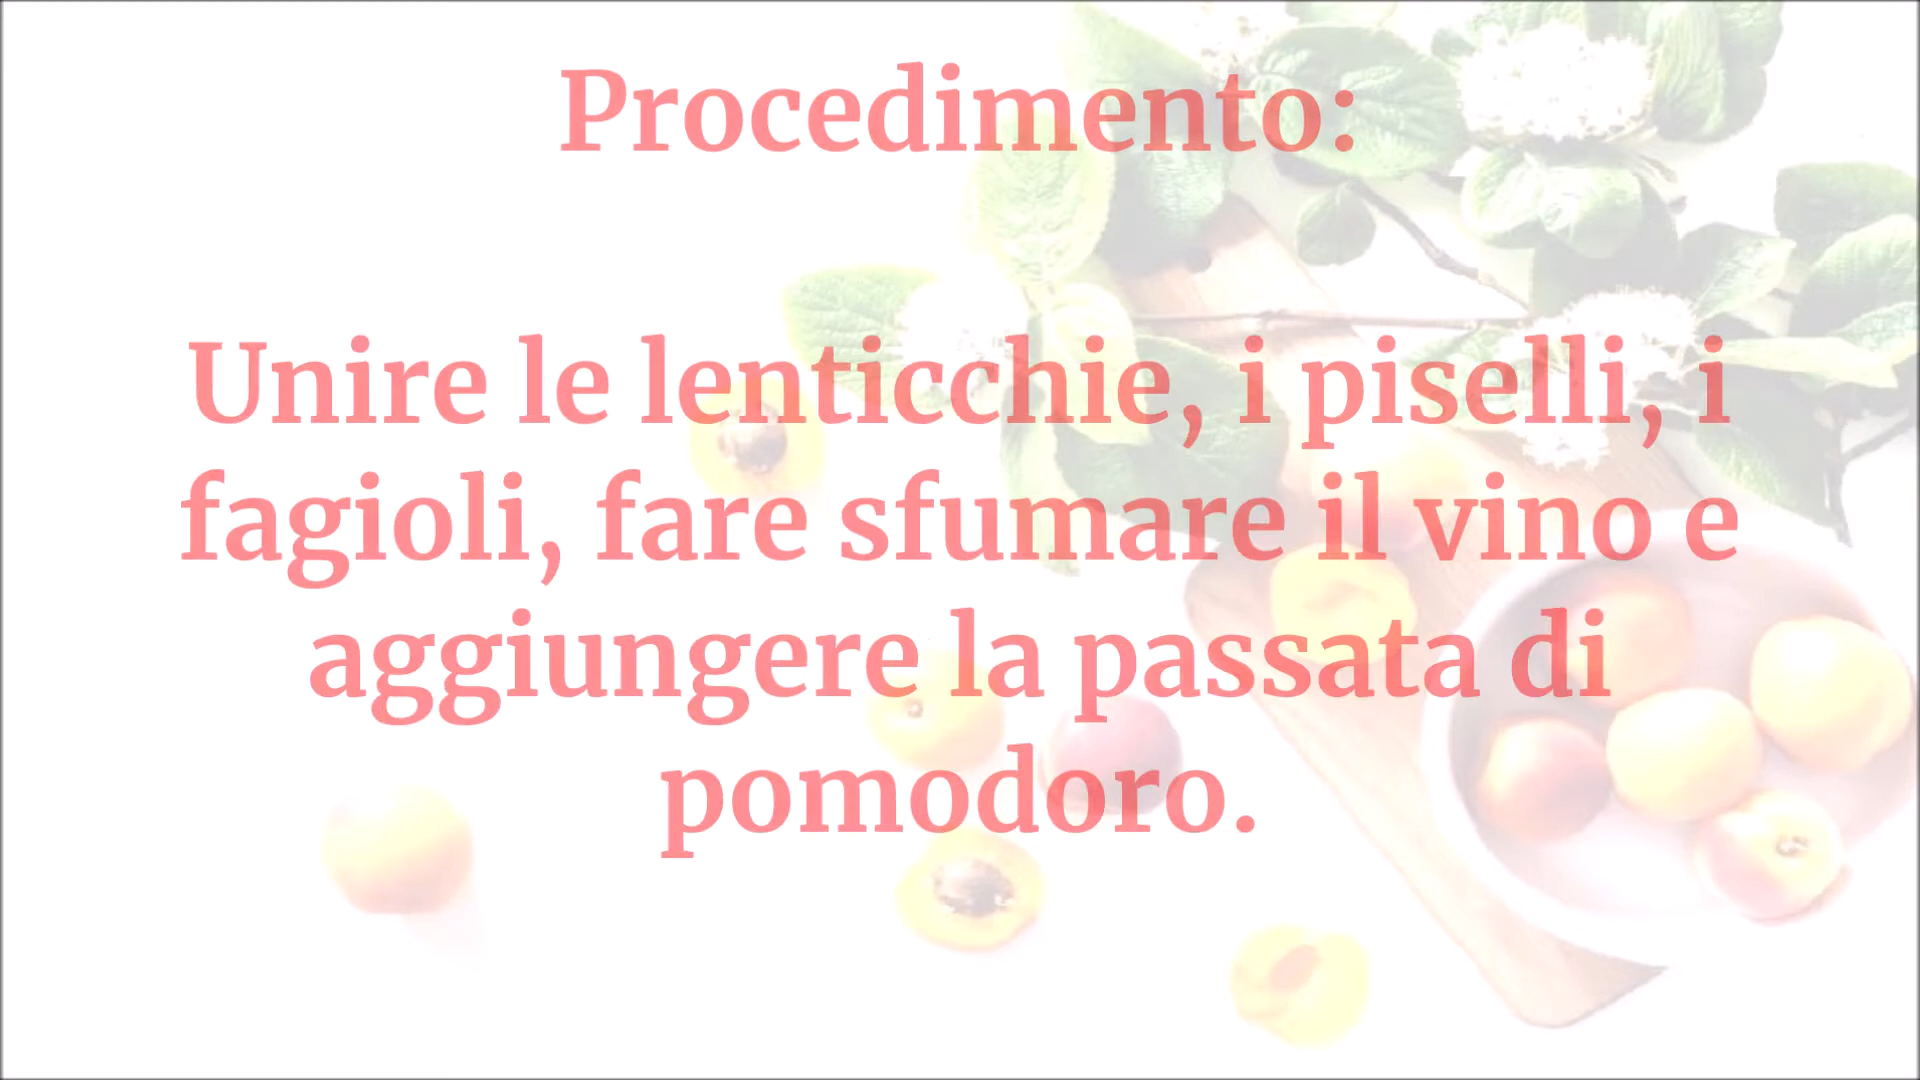 Procedimento:
Unire le lenticchie, i piselli, i
fagioli, fare sfumare il vino e
aggiungere la passata di
pomodoro.